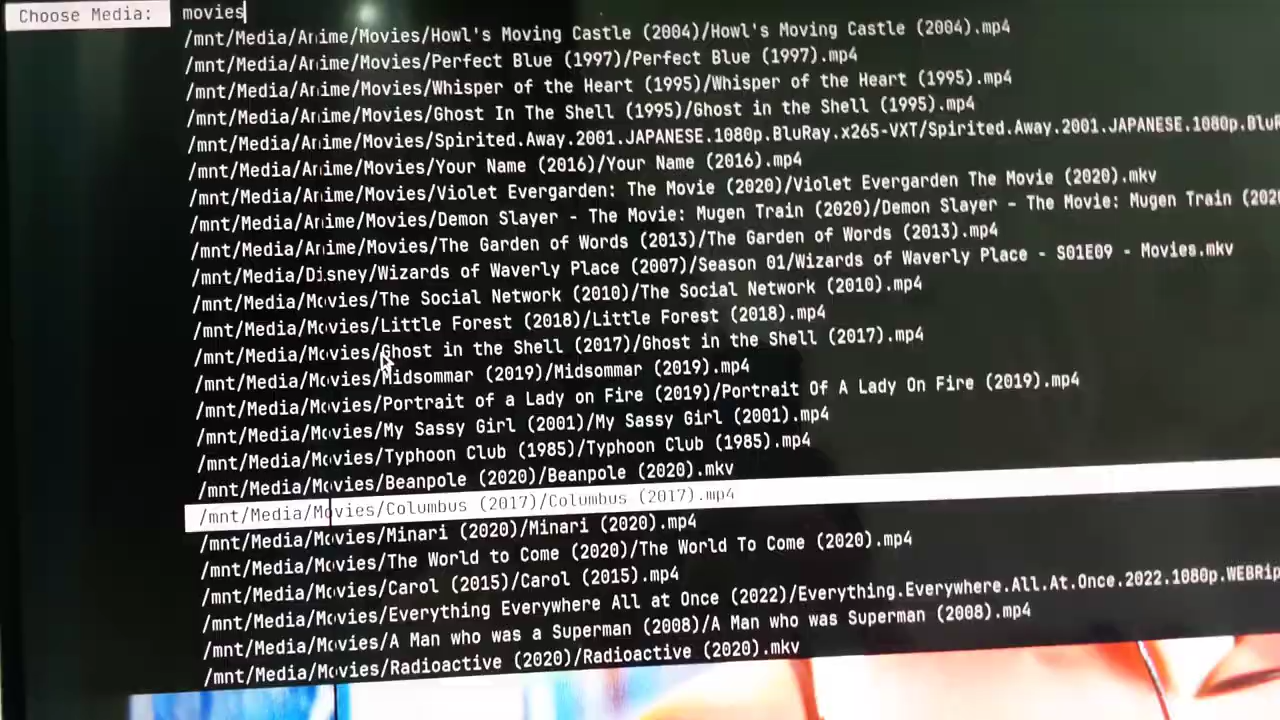 Choose Media: movies
/mnt/Media/Anime/Movies/Howl's Moving Castle (2004)/Howl's Moving Castle (2004).mp4
/mnt/Media/Anime/Movies/Perfect Blue (1997)/Perfect Blue (1997).mp4
/mnt/Media/Anime/Movies/Whisper of the Heart (1995)/Whisper of the Heart (1995).mp4
/mnt/Media/Anime/Movies/Ghost In The Shell (1995)/Ghost in the Shell (1995).mp4
/mnt/Media/Anime/Movies/Spirited.Away.2001.JAPANESE.1080p.BluRay.x265-VXT/Spirited.Away.2001.JAPANESE.1080p.BluR
/mnt/Media/Anime/Movies/Your Name (2016)/Your Name (2016).mp4
/mnt/Media/Anime/Movies/Violet Evergarden: The Movie (2020)/Violet Evergarden The Movie (2020).mkv
/mnt/Media/Anime/Movies/Demon Slayer - The Movie: Mugen Train (2020)/Demon Slayer - The Movie: Mugen Train (202
/mnt/Media/Anime/Movies/The Garden of Words (2013)/The Garden of Words (2013).mp4
/mnt/Media/Disney/Wizards of Waverly Place (2007)/Season 01/Wizards of Waverly Place - S01E09 - Movies.mkv
/mnt/Media/Movies/The Social Network (2010)/The Social Network (2010).mp4
/mnt/Media/Movies/Little Forest (2018)/Little Forest (2018).mp4
/mnt/Media/Movies/Ghost in the Shell (2017)/Ghost in the Shell (2017).mp4
/mnt/Media/Movies/Midsommar (2019)/Midsommar (2019).mp4
/mnt/Media/Movies/Portrait of a Lady on Fire (2019)/Portrait Of A Lady On Fire (2019).mp4
/mnt/Media/Movies/My Sassy Girl (2001)/My Sassy Girl (2001).mp4
/mnt/Media/Movies/Typhoon Club (1985)/Typhoon Club (1985).mp4
/mnt/Media/Movies/Beanpole (2020)/Beanpole (2020).mkv
/mnt/Media/Movies/Columbus (2017)/Columbus (2017).mp4
/mnt/Media/Movies/Minari (2020)/Minari (2020).mp4
/mnt/Media/Movies/The World to Come (2020)/The World To Come (2020).mp4
/mnt/Media/Movies/Carol (2015)/Carol (2015).mp4
/mnt/Media/Movies/Everything Everywhere All at Once (2022)/Everything.Everywhere.All.At.Once.2022.1080p.WEBRip
/mnt/Media/Movies/A Man who was a Superman (2008)/A Man who was Superman (2008).mp4
/mnt/Media/Movies/Radioactive (2020)/Radioactive (2020).mkv